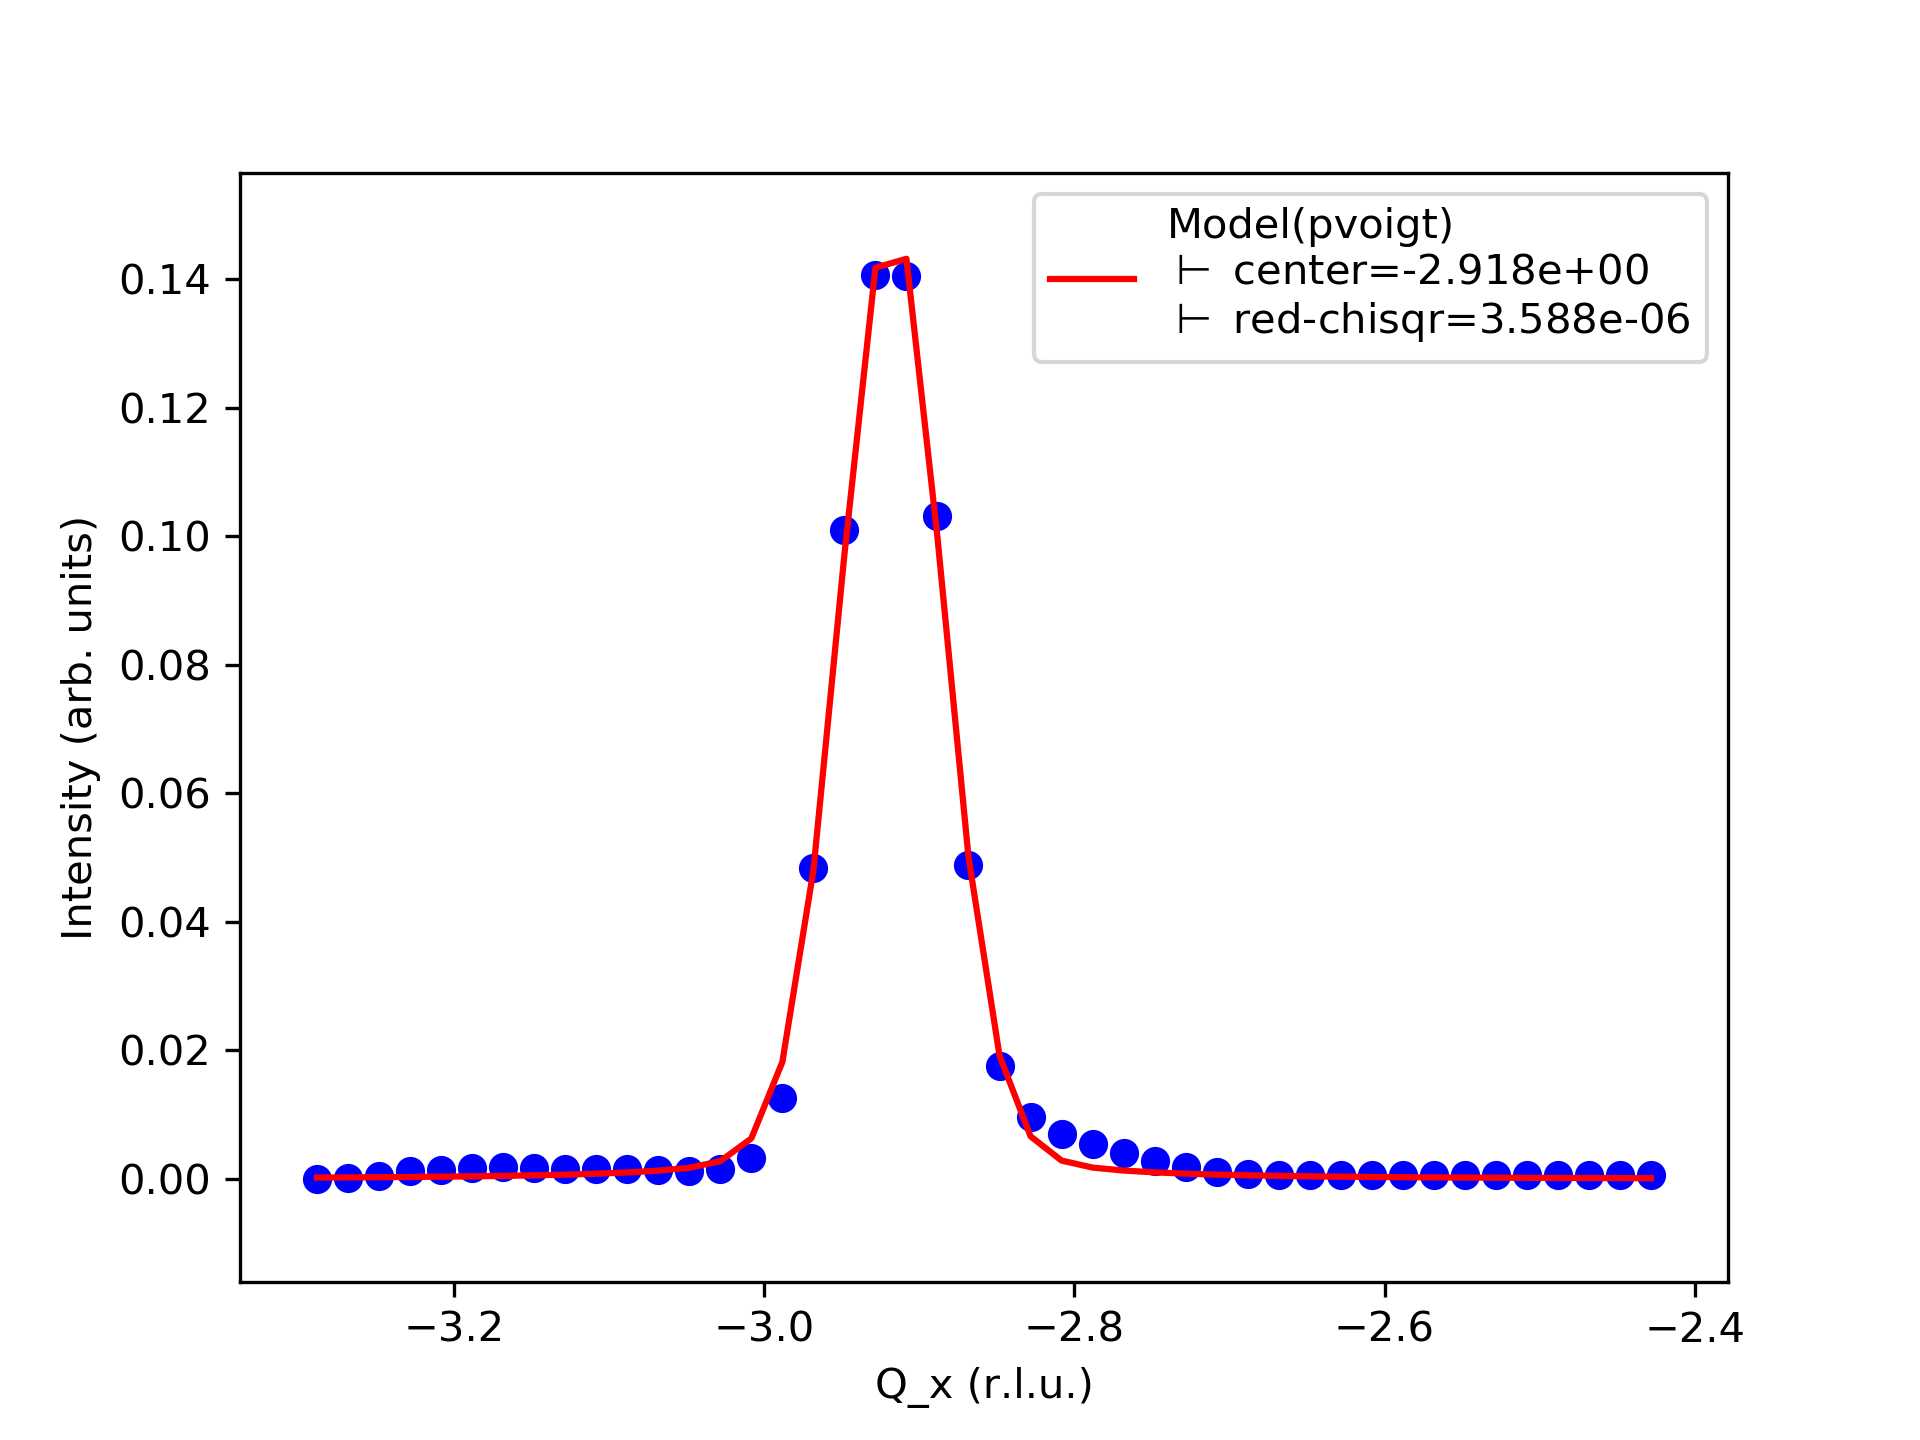 Model(pvoigt)
⊢ center=-2.918e+00
⊢ red-chisqr=3.588e-06
0.14
0.12
0.10
0.08
0.06
0.04
0.02
0.00
Intensity (arb. units)
−3.2 −3.0 −2.8 −2.6 −2.4
Q_x (r.l.u.)